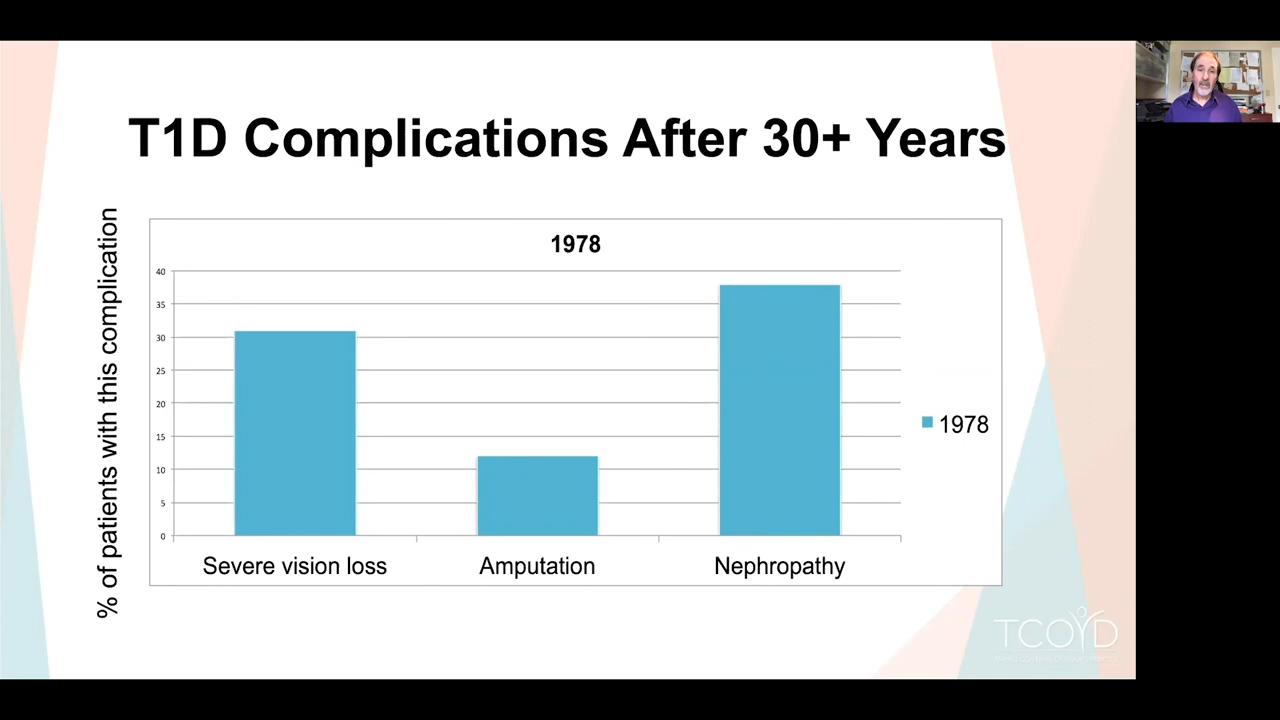 T1D Complications After 30+ Years
% of patients with this complication
1978
40
35
30
25
20
15
10
5
0
Severe vision loss
Amputation
Nephropathy
1978
TCOYD